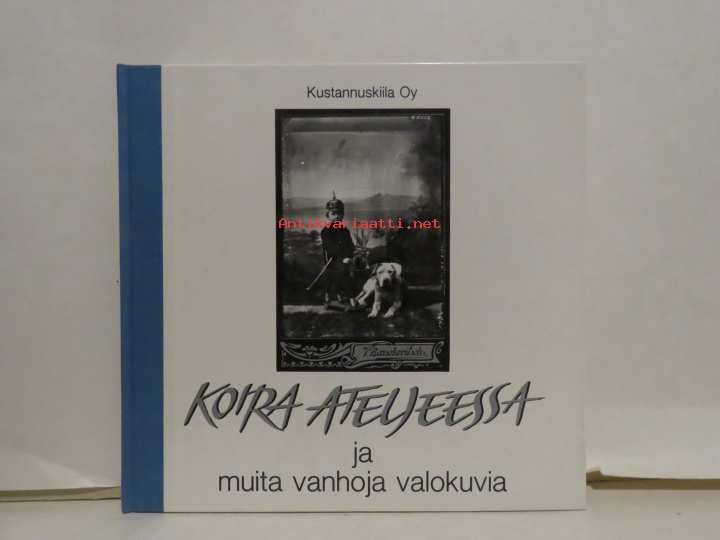 Kustannuskiila Oy
Antikvariaatti.net
KOIRA ATELJEESSA
ja
muita vanhoja valokuvia